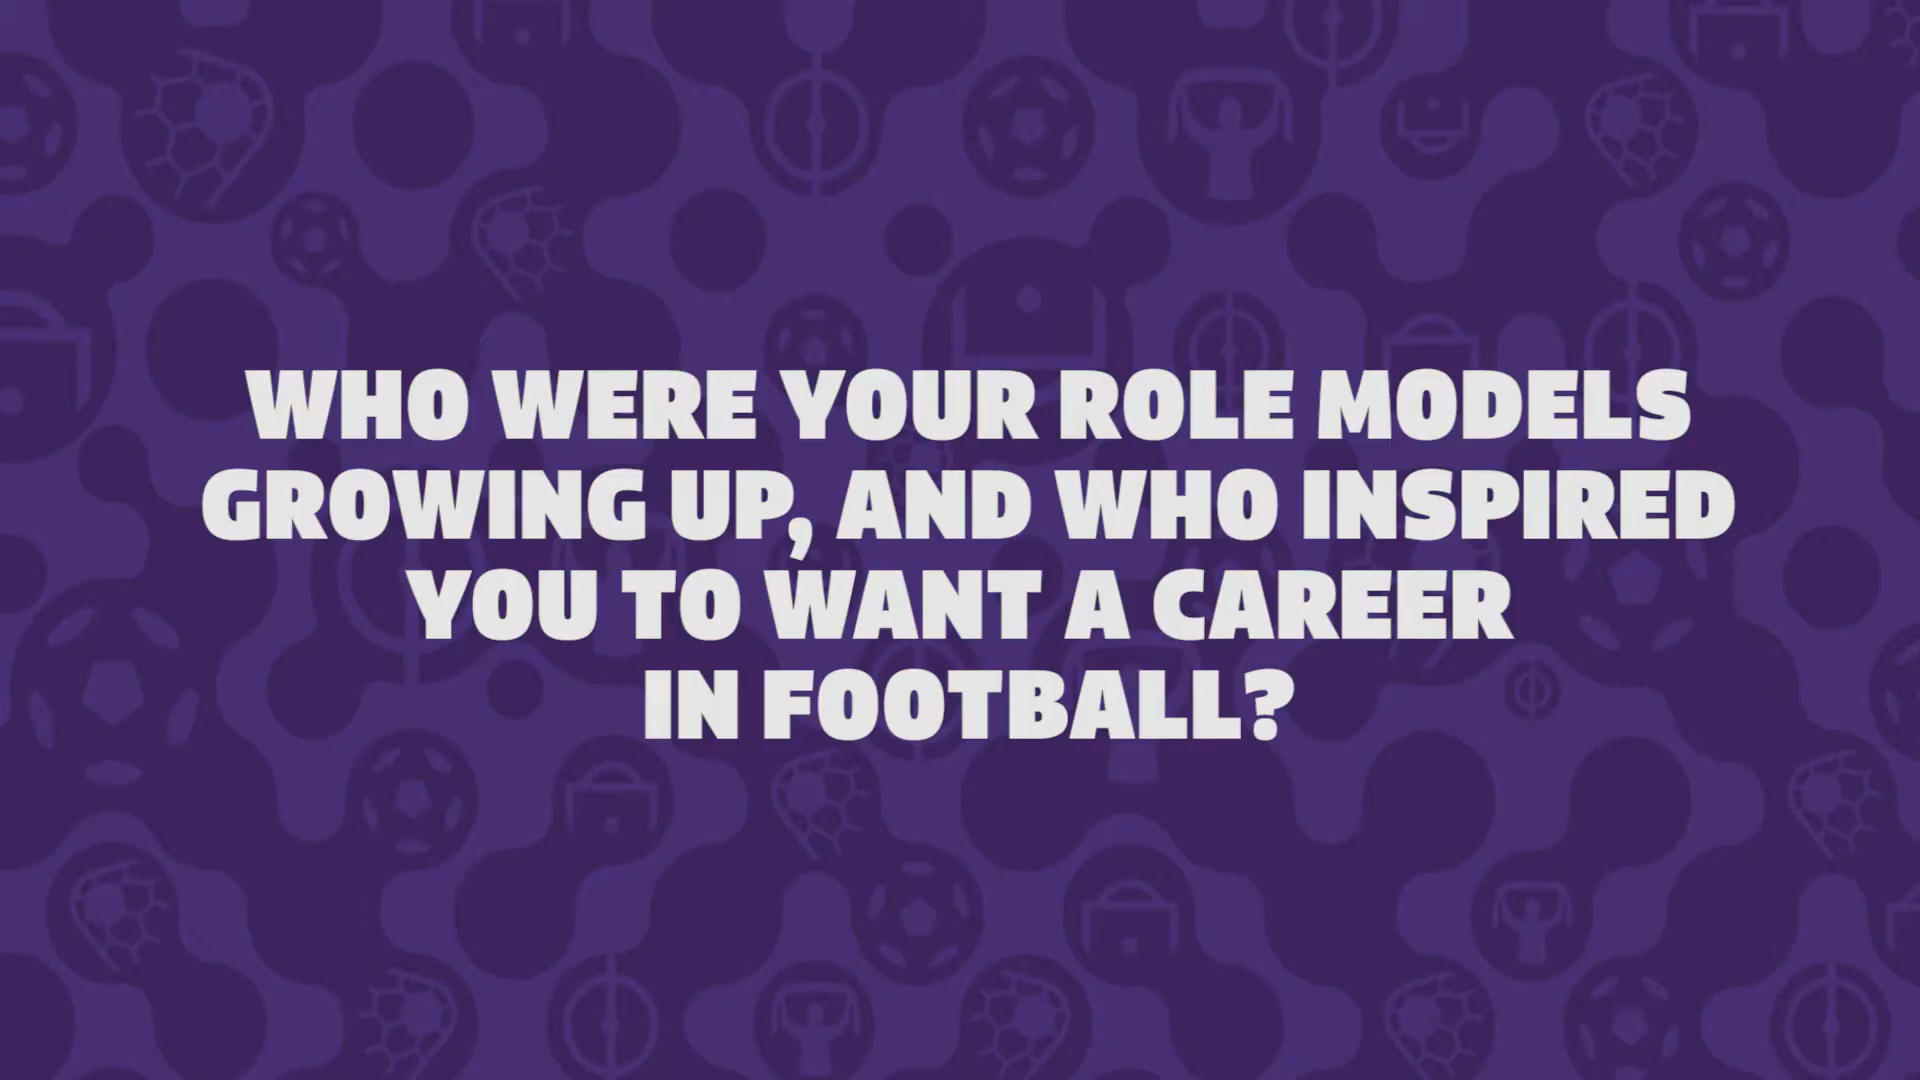 WHO WERE YOUR ROLE MODELS
GROWING UP, AND WHO INSPIRED
YOU TO WANT A CAREER
IN FOOTBALL?